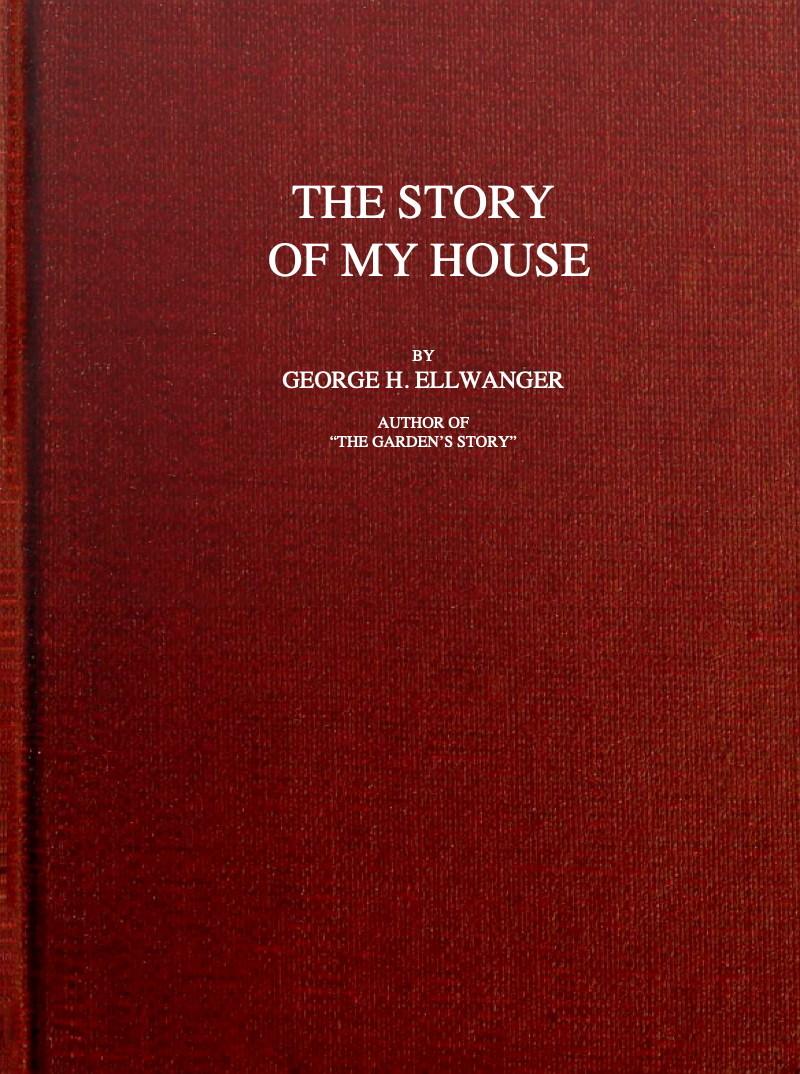 THE STORY
OF MY HOUSE
BY
GEORGE H. ELLWANGER
AUTHOR OF
“THE GARDEN’S STORY”